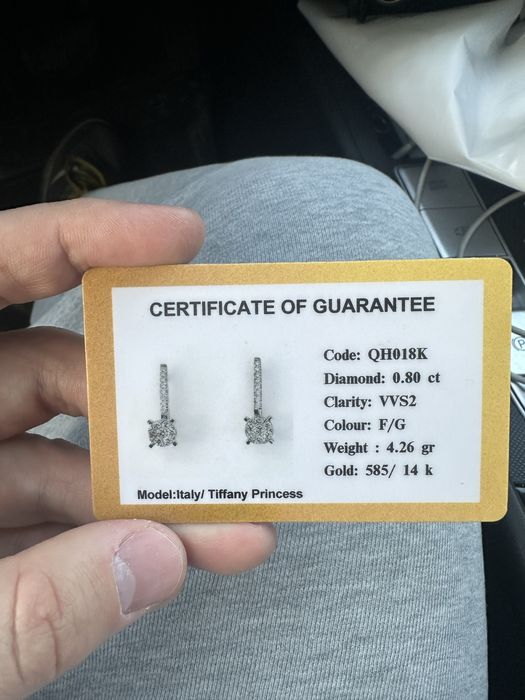 CERTIFICATE OF GUARANTEE
Code: QH018K
Diamond: 0.80 ct
Clarity: VVS2
Colour: F/G
Weight : 4.26 gr
Gold: 585/ 14 k
Model:Italy/ Tiffany Princess
P